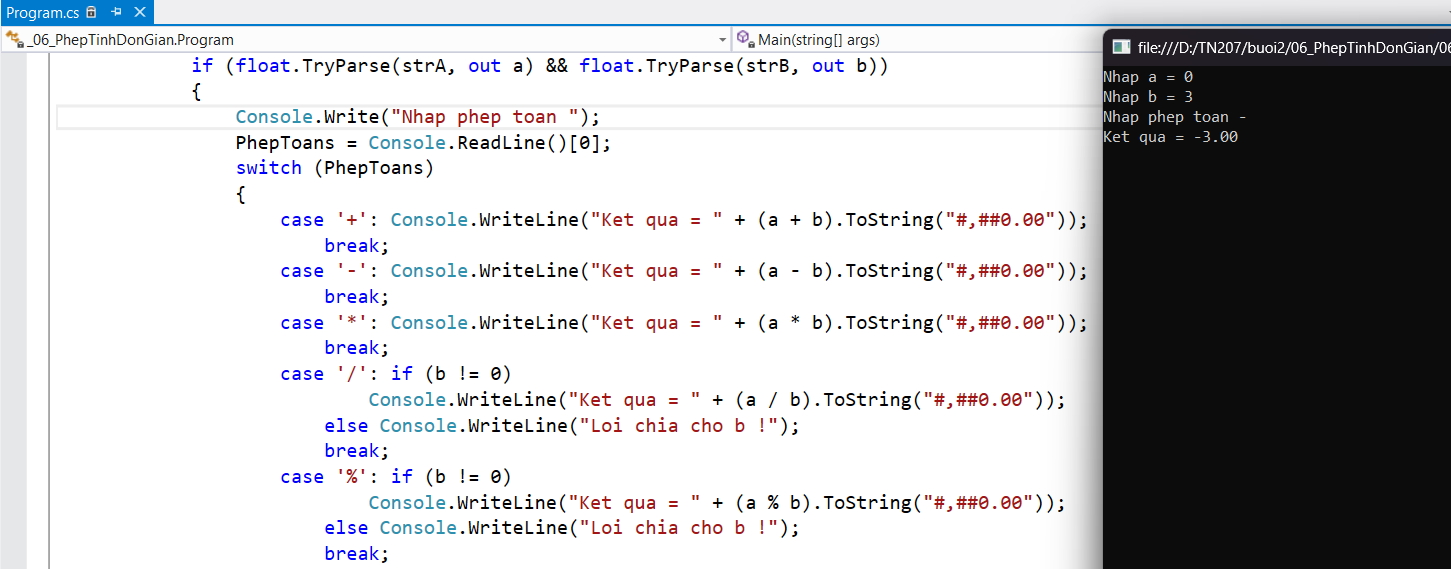 Program.cs
_06_PhepTinhDonGian.Program
Main(string[] args)
if (float.TryParse(strA, out a) && float.TryParse(strB, out b))
{
Console.Write("Nhap phep toan ");
PhepToans = Console.ReadLine()[0];
switch (PhepToans)
{
case '+': Console.WriteLine("Ket qua = " + (a + b).ToString("#,##0.00"));
break;
case '-': Console.WriteLine("Ket qua = " + (a - b).ToString("#,##0.00"));
break;
case '*': Console.WriteLine("Ket qua = " + (a * b).ToString("#,##0.00"));
break;
case '/': if (b != 0)
Console.WriteLine("Ket qua = " + (a / b).ToString("#,##0.00"));
else Console.WriteLine("Loi chia cho b !");
break;
case '%': if (b != 0)
Console.WriteLine("Ket qua = " + (a % b).ToString("#,##0.00"));
else Console.WriteLine("Loi chia cho b !");
break;
file:///D:/TN207/buoi2/06_PhepTinhDonGian/06
Nhap a = 0
Nhap b = 3
Nhap phep toan -
Ket qua = -3.00